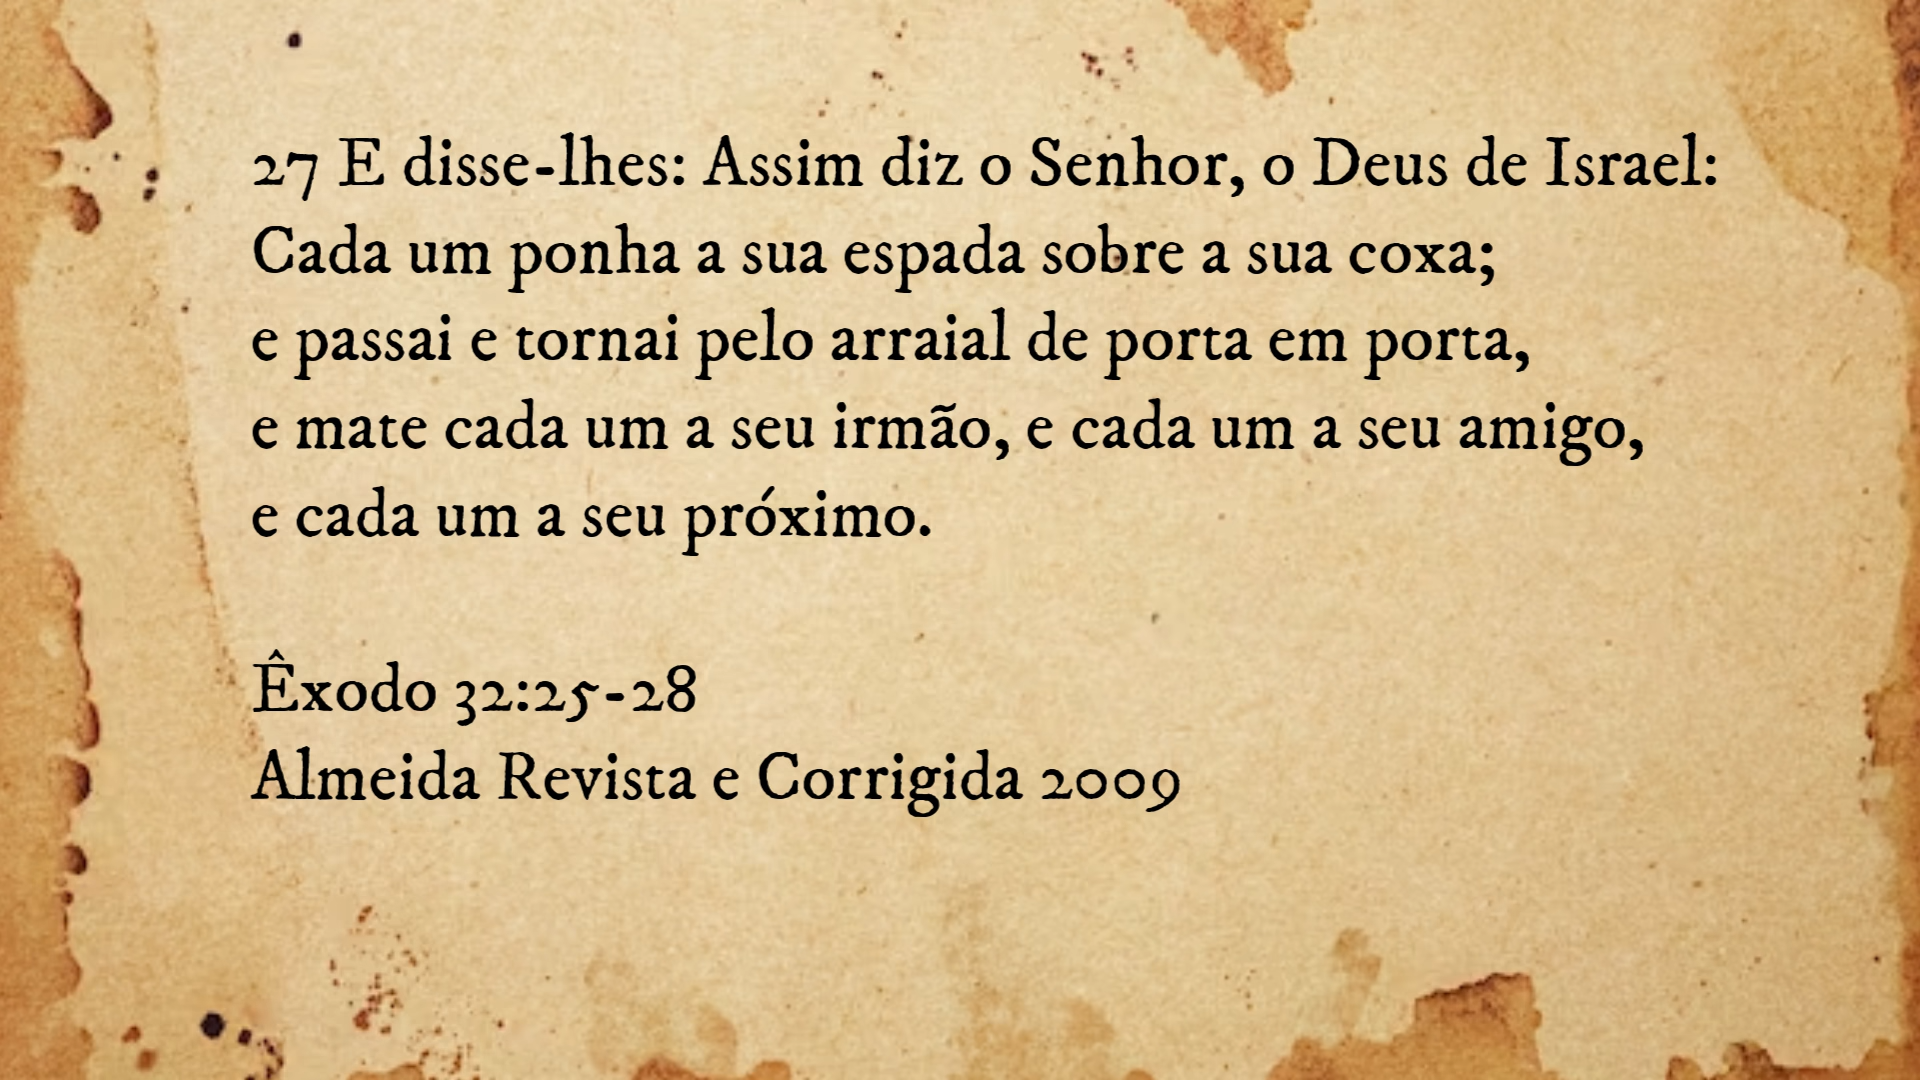 27 E disse-lhes: Assim diz o Senhor, o Deus de Israel:
Cada um ponha a sua espada sobre a sua coxa;
e passai e tornai pelo arraial de porta em porta,
e mate cada um a seu irmão, e cada um a seu amigo,
e cada um a seu próximo.
Êxodo 32:25-28
Almeida Revista e Corrigida 2009